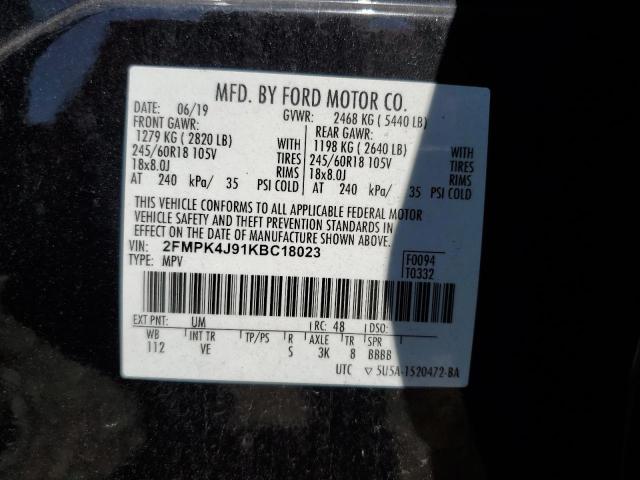 MFD. BY FORD MOTOR CO.
DATE: 06/19 GVWR: 2468 KG ( 5440 LB)
FRONT GAWR: REAR GAWR:
1279 KG ( 2820 LB) WITH 1198 KG ( 2640 LB) WITH
245/60R18 105V TIRES 245/60R18 105V TIRES
18x8.0J RIMS 18x8.0J RIMS
AT 240 kPa/ 35 PSI COLD AT 240 kPa/ 35 PSI COLD
THIS VEHICLE CONFORMS TO ALL APPLICABLE FEDERAL MOTOR
VEHICLE SAFETY AND THEFT PREVENTION STANDARDS IN
EFFECT ON THE DATE OF MANUFACTURE SHOWN ABOVE.
VIN: 2FMPK4J91KBC18023 F0094
TYPE: MPV T0332
EXT PNT: UM RC: 48 DSO:
WB INT TR TP/PS R AXLE TR SPR
112 VE S 3K 8 BBBB
UTC ▽ 5U5A-1520472-BA